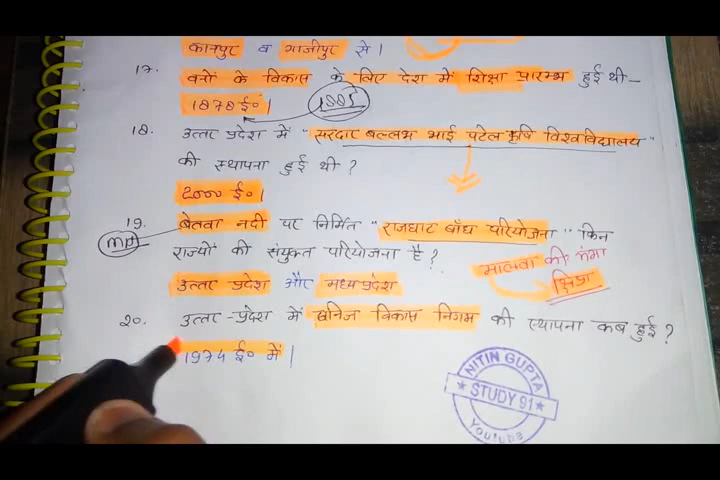 कानपुर व गाजीपुर से।
17. वनों के विकास के लिए देश में शिक्षा प्रारम्भ हुई थी–
1878 ई०।
18. उत्तर प्रदेश में "सरदार बल्लभ भाई पटेल कृषि विश्वविद्यालय"
की स्थापना हुई थी ?
2000 ई०।
19. बेतवा नदी पर निर्मित "राजघाट बाँध परियोजना" किन
MP
राज्यों की संयुक्त परियोजना है ?
मालवा की गंगा
क्षिप्रा
उत्तर प्रदेश और मध्य प्रदेश
20. उत्तर-प्रदेश में खनिज विकास निगम की स्थापना कब हुई ?
1974 ई० में।
NITIN GUPTA
STUDY 91
Youtube